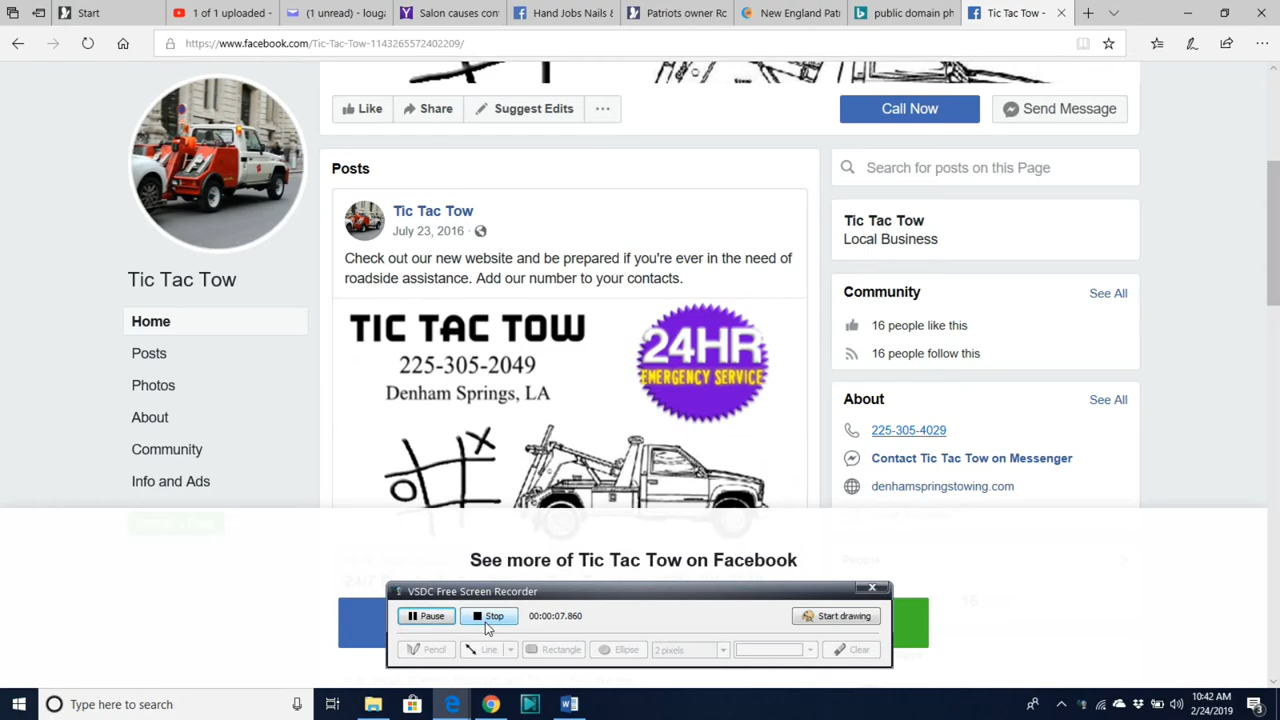 Start
1 of 1 uploaded -
(1 unread) - louga
Salon causes cont
Hand Jobs Nails &
Patriots owner Ro
New England Pat
public domain ph
Tic Tac Tow -
https://www.facebook.com/Tic-Tac-Tow-1143265572402209/
Like
Share
Suggest Edits
Call Now
Send Message
Posts
Search for posts on this Page
Tic Tac Tow
July 23, 2016
Check out our new website and be prepared if you're ever in the need of
roadside assistance. Add our number to your contacts.
TIC TAC TOW
225-305-2049
Denham Springs, LA
24HR
EMERGENCY SERVICE
X
O
Tic Tac Tow
Local Business
Community
See All
16 people like this
16 people follow this
About
See All
225-305-4029
Contact Tic Tac Tow on Messenger
denhamspringstowing.com
Tic Tac Tow
Home
Posts
Photos
About
Community
Info and Ads
People
See more of Tic Tac Tow on Facebook
VSDC Free Screen Recorder
Pause
Stop
00:00:07.860
Start drawing
Pencil
Line
Rectangle
Ellipse
2 pixels
Clear
Type here to search
10:42 AM
2/24/2019
3